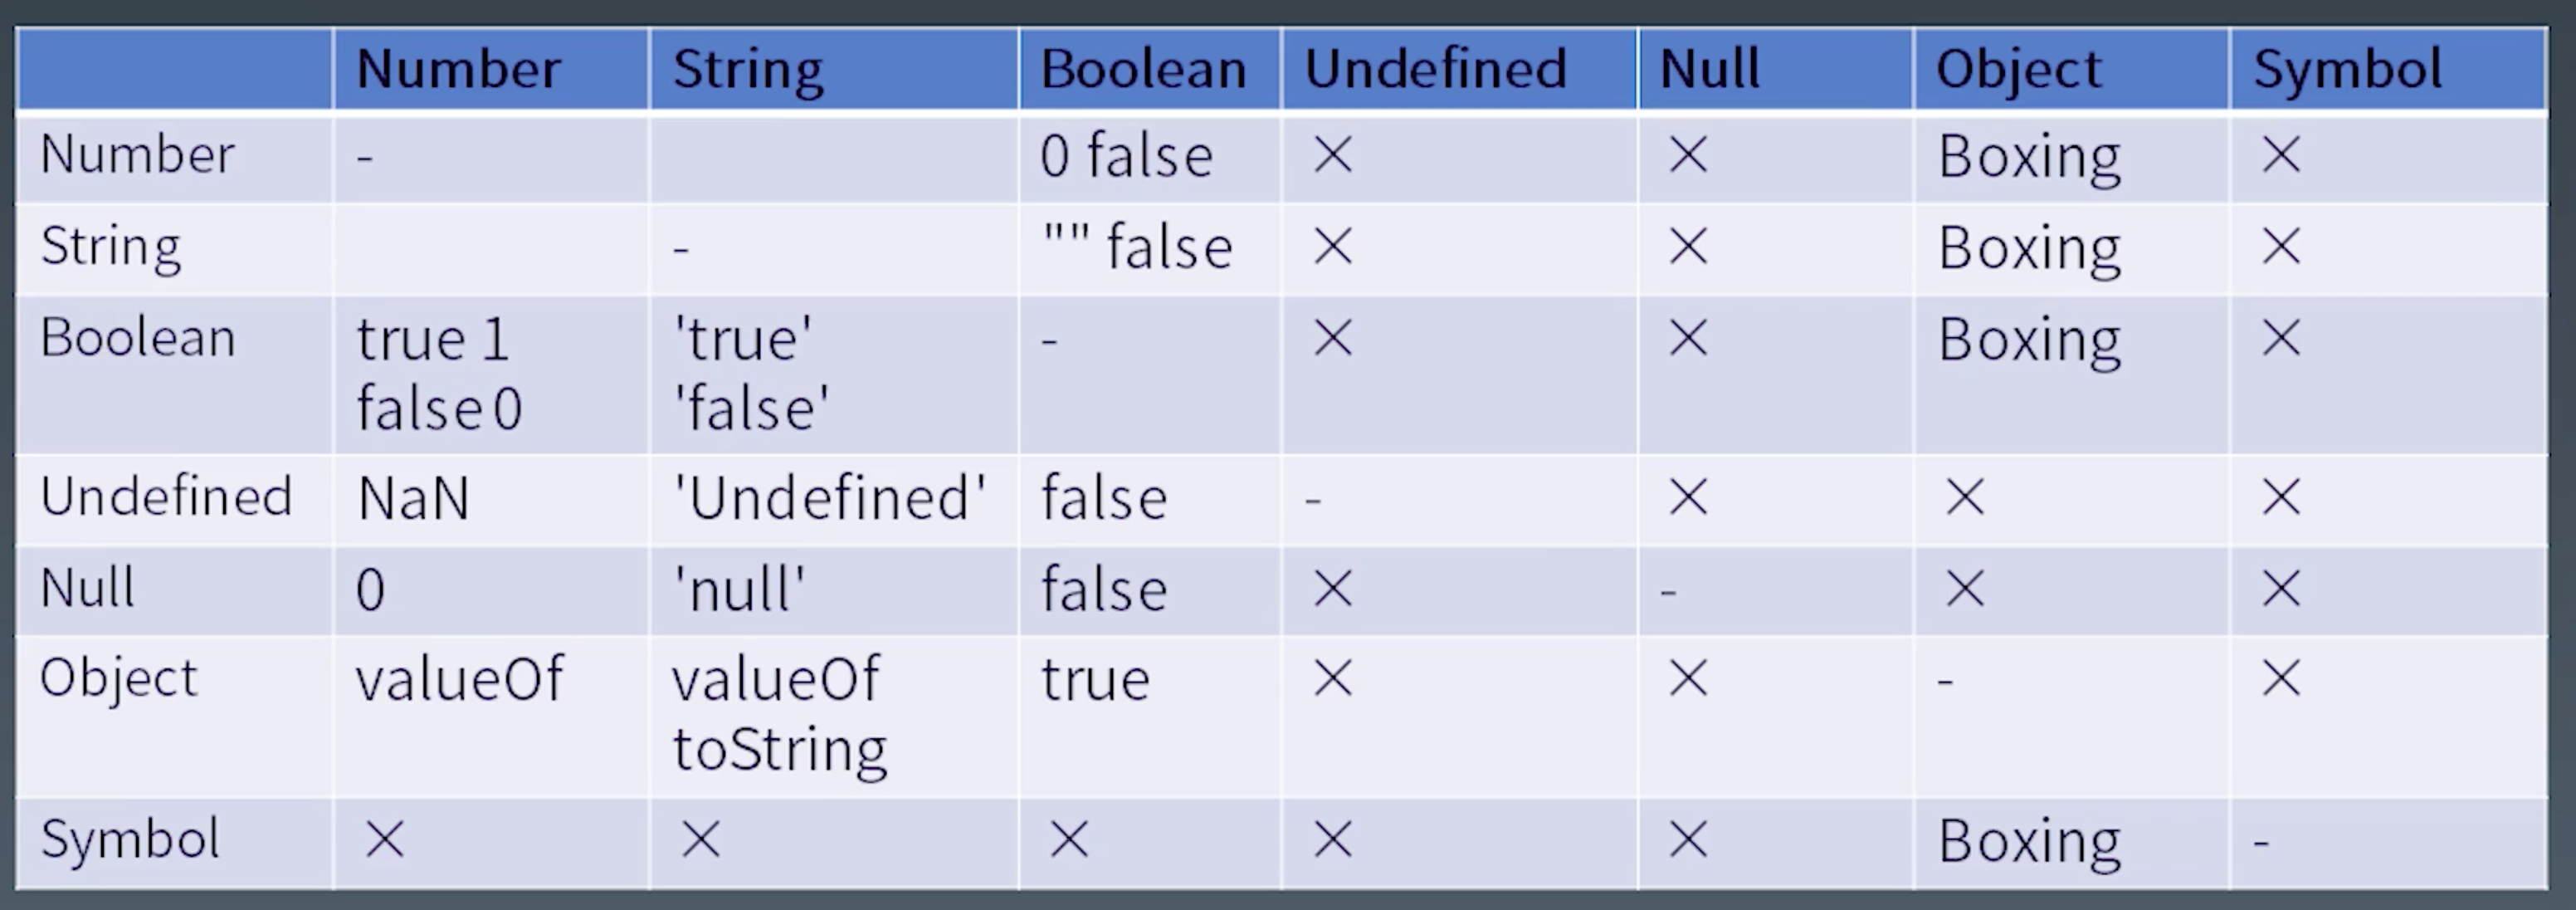 Number String Boolean Undefined Null Object Symbol
Number - 0 false × × Boxing ×
String - "" false × × Boxing ×
Boolean true 1 'true' - × × Boxing ×
false 0 'false'
Undefined NaN 'Undefined' false - × × ×
Null 0 'null' false × - × ×
Object valueOf valueOf true × × - ×
toString
Symbol × × × × × Boxing -